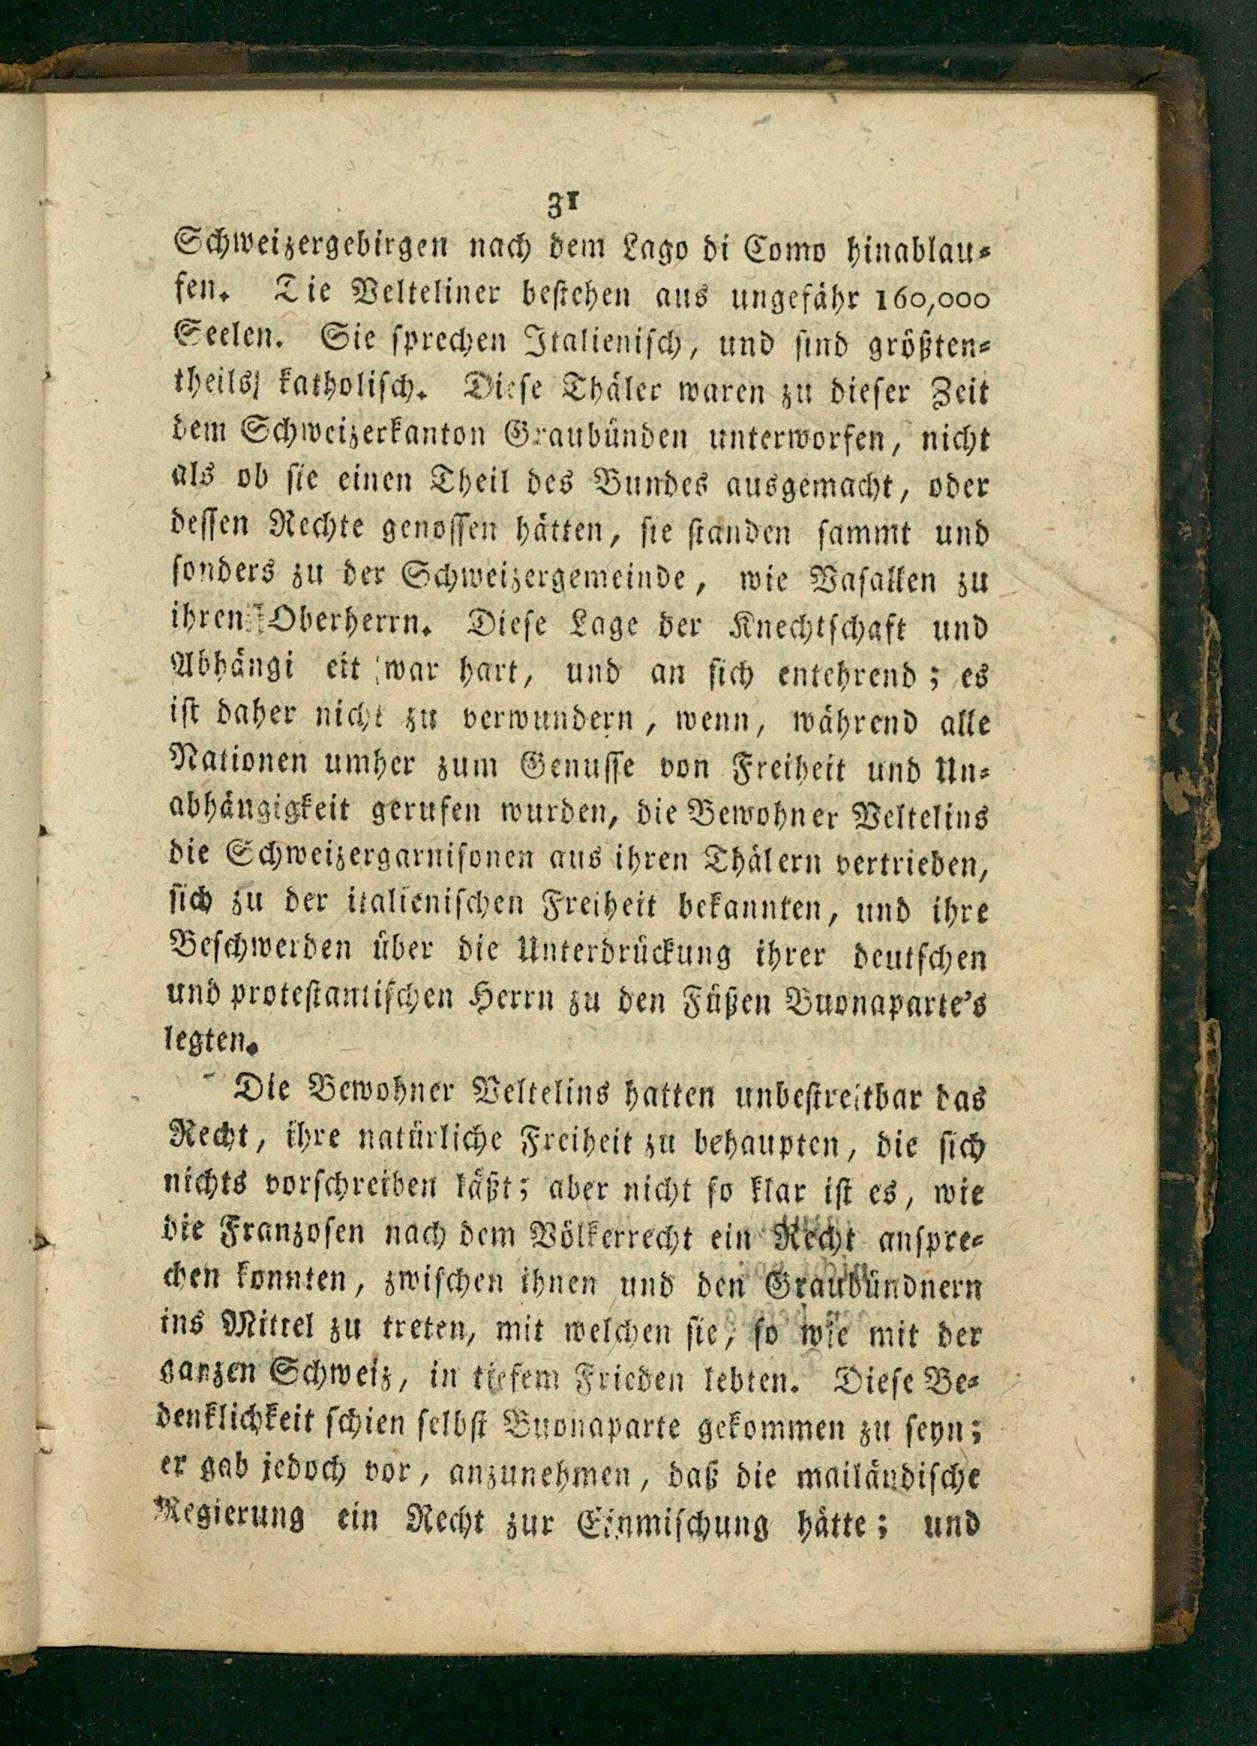 31
Schweizergebirgen nach dem Lago di Como hinablau-
fen. Die Velteliner bestehen aus ungefähr 160,000
Seelen. Sie sprechen Italienisch, und sind größten-
theils katholisch. Diese Thäler waren zu dieser Zeit
dem Schweizerkanton Graubünden unterworfen, nicht
als ob sie einen Theil des Bundes ausgemacht, oder
dessen Rechte genossen hätten, sie standen sammt und
sonders zu der Schweizergemeinde, wie Vasallen zu
ihren Oberherrn. Diese Lage der Knechtschaft und
Abhängi eit war hart, und an sich entehrend; es
ist daher nicht zu verwundern, wenn, während alle
Nationen umher zum Genusse von Freiheit und Un-
abhängigkeit gerufen wurden, die Bewohner Veltelins
die Schweizergarnisonen aus ihren Thälern vertrieben,
sich zu der italienischen Freiheit bekannten, und ihre
Beschwerden über die Unterdrückung ihrer deutschen
und protestantischen Herrn zu den Füßen Buonaparte's
legten.
Die Bewohner Veltelins hatten unbestreitbar das
Recht, ihre natürliche Freiheit zu behaupten, die sich
nichts vorschreiben läßt; aber nicht so klar ist es, wie
die Franzosen nach dem Völkerrecht ein Recht anspre-
chen konnten, zwischen ihnen und den Graubündnern
ins Mittel zu treten, mit welchen sie, so wie mit der
ganzen Schweiz, in tiefem Frieden lebten. Diese Be-
denklichkeit schien selbst Buonaparte gekommen zu seyn;
er gab jedoch vor, anzunehmen, daß die mailändische
Regierung ein Recht zur Einmischung hätte; und